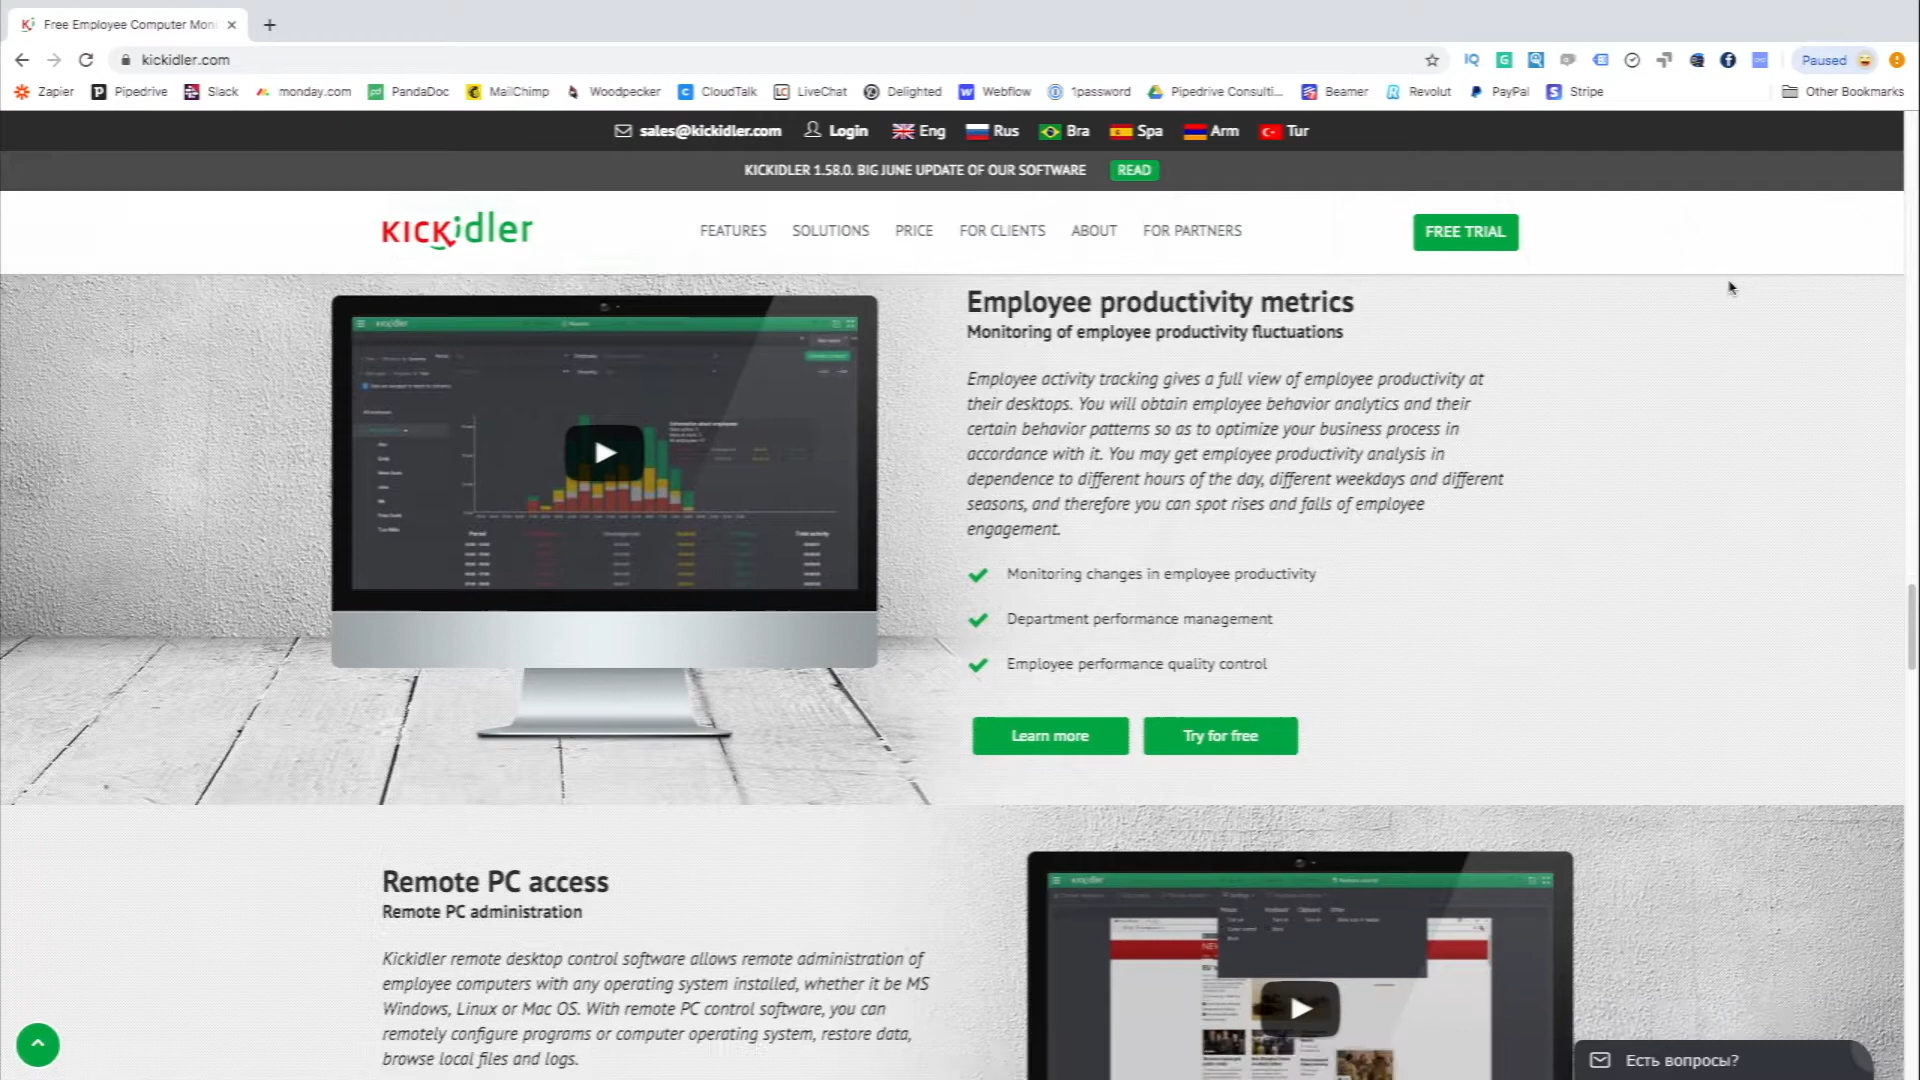 Free Employee Computer Moni
kickidler.com
Paused
Zapier
Pipedrive
Slack
monday.com
PandaDoc
MailChimp
Woodpecker
CloudTalk
LiveChat
Delighted
Webflow
1password
Pipedrive Consulti...
Beamer
Revolut
PayPal
Stripe
Other Bookmarks
sales@kickidler.com
Login
Eng
Rus
Bra
Spa
Arm
Tur
KICKIDLER 1.58.0. BIG JUNE UPDATE OF OUR SOFTWARE
READ
KICKidler
FEATURES
SOLUTIONS
PRICE
FOR CLIENTS
ABOUT
FOR PARTNERS
FREE TRIAL
Employee productivity metrics
Monitoring of employee productivity fluctuations
Employee activity tracking gives a full view of employee productivity at
their desktops. You will obtain employee behavior analytics and their
certain behavior patterns so as to optimize your business process in
accordance with it. You may get employee productivity analysis in
dependence to different hours of the day, different weekdays and different
seasons, and therefore you can spot rises and falls of employee
engagement.
Monitoring changes in employee productivity
Department performance management
Employee performance quality control
Learn more
Try for free
Remote PC access
Remote PC administration
Kickidler remote desktop control software allows remote administration of
employee computers with any operating system installed, whether it be MS
Windows, Linux or Mac OS. With remote PC control software, you can
remotely configure programs or computer operating system, restore data,
browse local files and logs.
Есть вопросы?